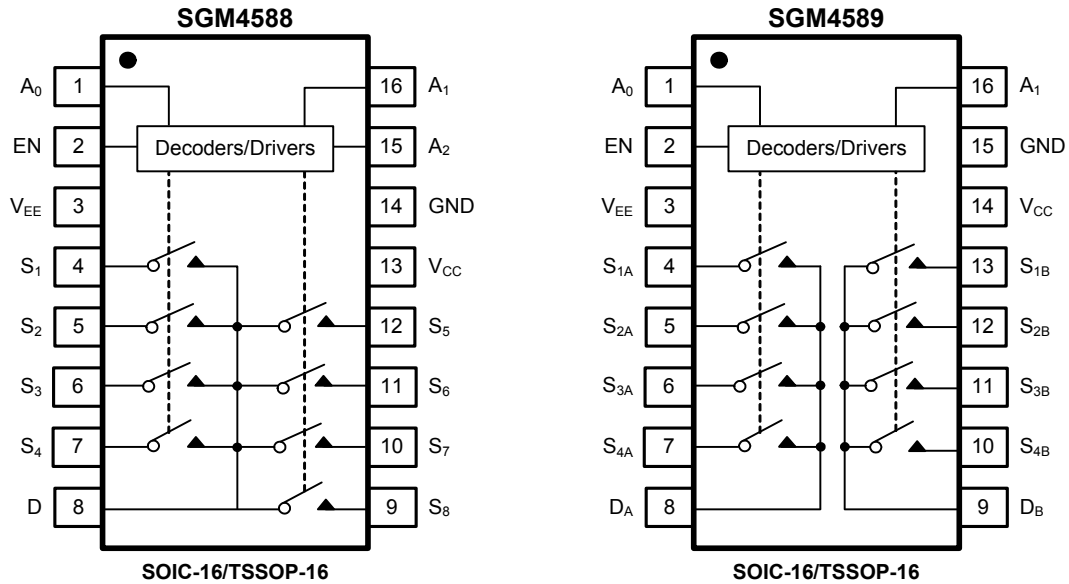 SGM4588
A0 1 16 A1
EN 2 Decoders/Drivers 15 A2
VEE 3 14 GND
S1 4 13 VCC
S2 5 12 S5
S3 6 11 S6
S4 7 10 S7
D 8 9 S8
SOIC-16/TSSOP-16
SGM4589
A0 1 16 A1
EN 2 Decoders/Drivers 15 GND
VEE 3 14 VCC
S1A 4 13 S1B
S2A 5 12 S2B
S3A 6 11 S3B
S4A 7 10 S4B
DA 8 9 DB
SOIC-16/TSSOP-16